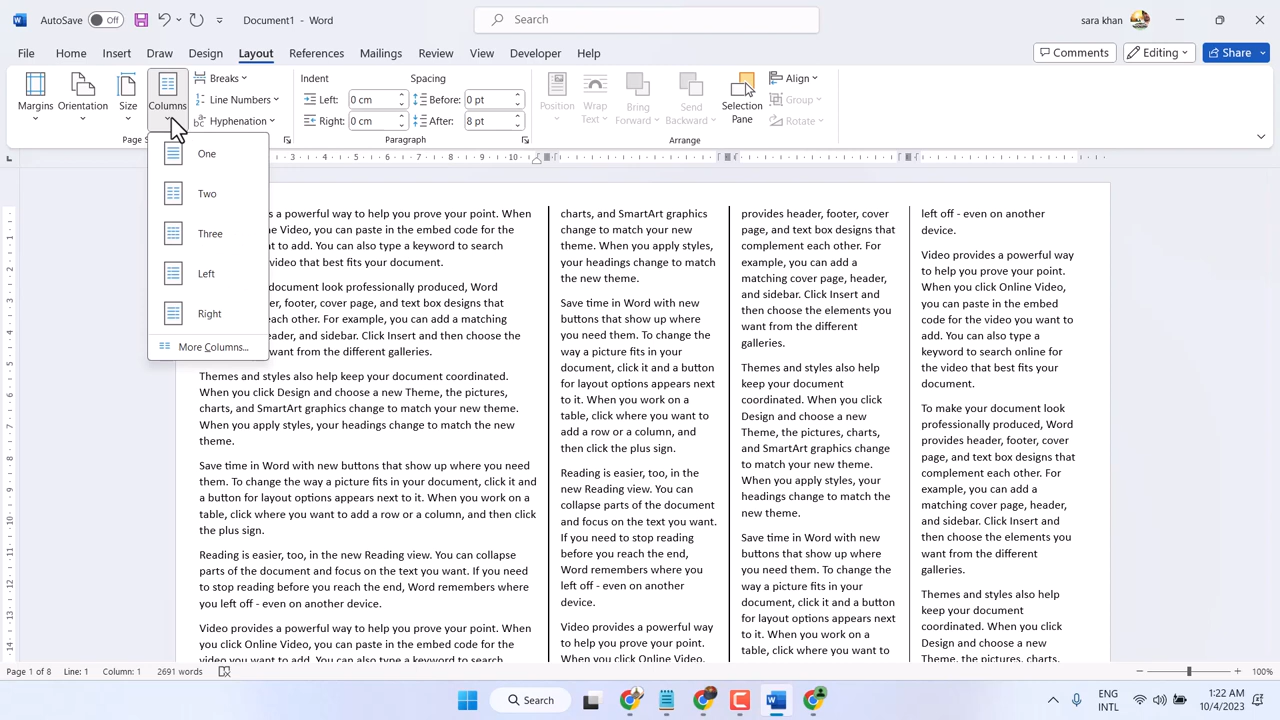 AutoSave Off Document1 - Word Search sara khan
File Home Insert Draw Design Layout References Mailings Review View Developer Help Comments Editing Share
Breaks Indent Spacing Align
Line Numbers Left: 0 cm Before: 0 pt Group
Margins Orientation Size Columns Hyphenation Right: 0 cm After: 8 pt Position Wrap Text Bring Forward Send Backward Selection Pane Rotate
Page S Paragraph Arrange
One
Two
Three
Left
Right
More Columns...
3 4 5 6 7 8 9 10
s a powerful way to help you prove your point. When
e Video, you can paste in the embed code for the
t to add. You can also type a keyword to search
video that best fits your document.
document look professionally produced, Word
r, footer, cover page, and text box designs that
ach other. For example, you can add a matching
eader, and sidebar. Click Insert and then choose the
want from the different galleries.
Themes and styles also help keep your document coordinated.
When you click Design and choose a new Theme, the pictures,
charts, and SmartArt graphics change to match your new theme.
When you apply styles, your headings change to match the new
theme.
Save time in Word with new buttons that show up where you need
them. To change the way a picture fits in your document, click it and
a button for layout options appears next to it. When you work on a
table, click where you want to add a row or a column, and then click
the plus sign.
Reading is easier, too, in the new Reading view. You can collapse
parts of the document and focus on the text you want. If you need
to stop reading before you reach the end, Word remembers where
you left off - even on another device.
Video provides a powerful way to help you prove your point. When
you click Online Video, you can paste in the embed code for the
video you want to add. You can also type a keyword to search
charts, and SmartArt graphics
change to match your new
theme. When you apply styles,
your headings change to match
the new theme.
Save time in Word with new
buttons that show up where
you need them. To change the
way a picture fits in your
document, click it and a button
for layout options appears next
to it. When you work on a
table, click where you want to
add a row or a column, and
then click the plus sign.
Reading is easier, too, in the
new Reading view. You can
collapse parts of the document
and focus on the text you want.
If you need to stop reading
before you reach the end,
Word remembers where you
left off - even on another
device.
Video provides a powerful way
to help you prove your point.
When you click Online Video,
provides header, footer, cover
page, and text box designs that
complement each other. For
example, you can add a
matching cover page, header,
and sidebar. Click Insert and
then choose the elements you
want from the different
galleries.
Themes and styles also help
keep your document
coordinated. When you click
Design and choose a new
Theme, the pictures, charts,
and SmartArt graphics change
to match your new theme.
When you apply styles, your
headings change to match the
new theme.
Save time in Word with new
buttons that show up where
you need them. To change the
way a picture fits in your
document, click it and a button
for layout options appears next
to it. When you work on a
table, click where you want to
left off - even on another
device.
Video provides a powerful way
to help you prove your point.
When you click Online Video,
you can paste in the embed
code for the video you want to
add. You can also type a
keyword to search online for
the video that best fits your
document.
To make your document look
professionally produced, Word
provides header, footer, cover
page, and text box designs that
complement each other. For
example, you can add a
matching cover page, header,
and sidebar. Click Insert and
then choose the elements you
want from the different
galleries.
Themes and styles also help
keep your document
coordinated. When you click
Design and choose a new
Theme, the pictures, charts,
Page 1 of 8 Line: 1 Column: 1 2691 words 100%
Search ENG INTL 1:22 AM 10/4/2023